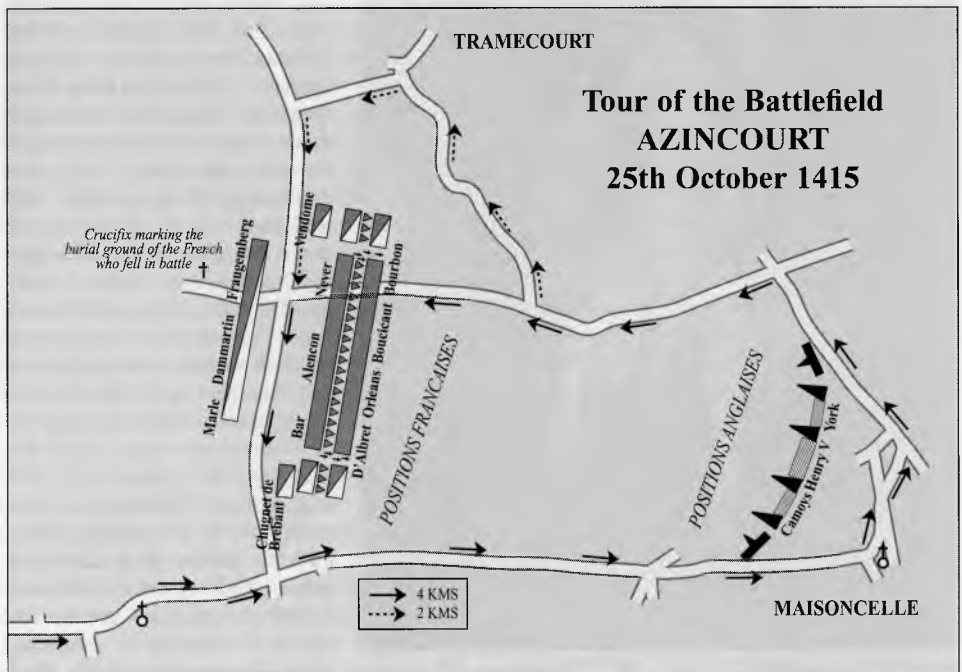 TRAMECOURT
Tour of the Battlefield
AZINCOURT
25th October 1415
Crucifix marking the
burial ground of the French
who fell in battle
Marle Dammartin Fraugemberg
Vendome
Bar Alencon Never
D'Albret Orleans Boucicaut Bourbon
Clugnet de
Brebant
POSITIONS FRANCAISES
POSITIONS ANGLAISES
Camoys Henry V York
4 KMS
2 KMS
MAISONCELLE